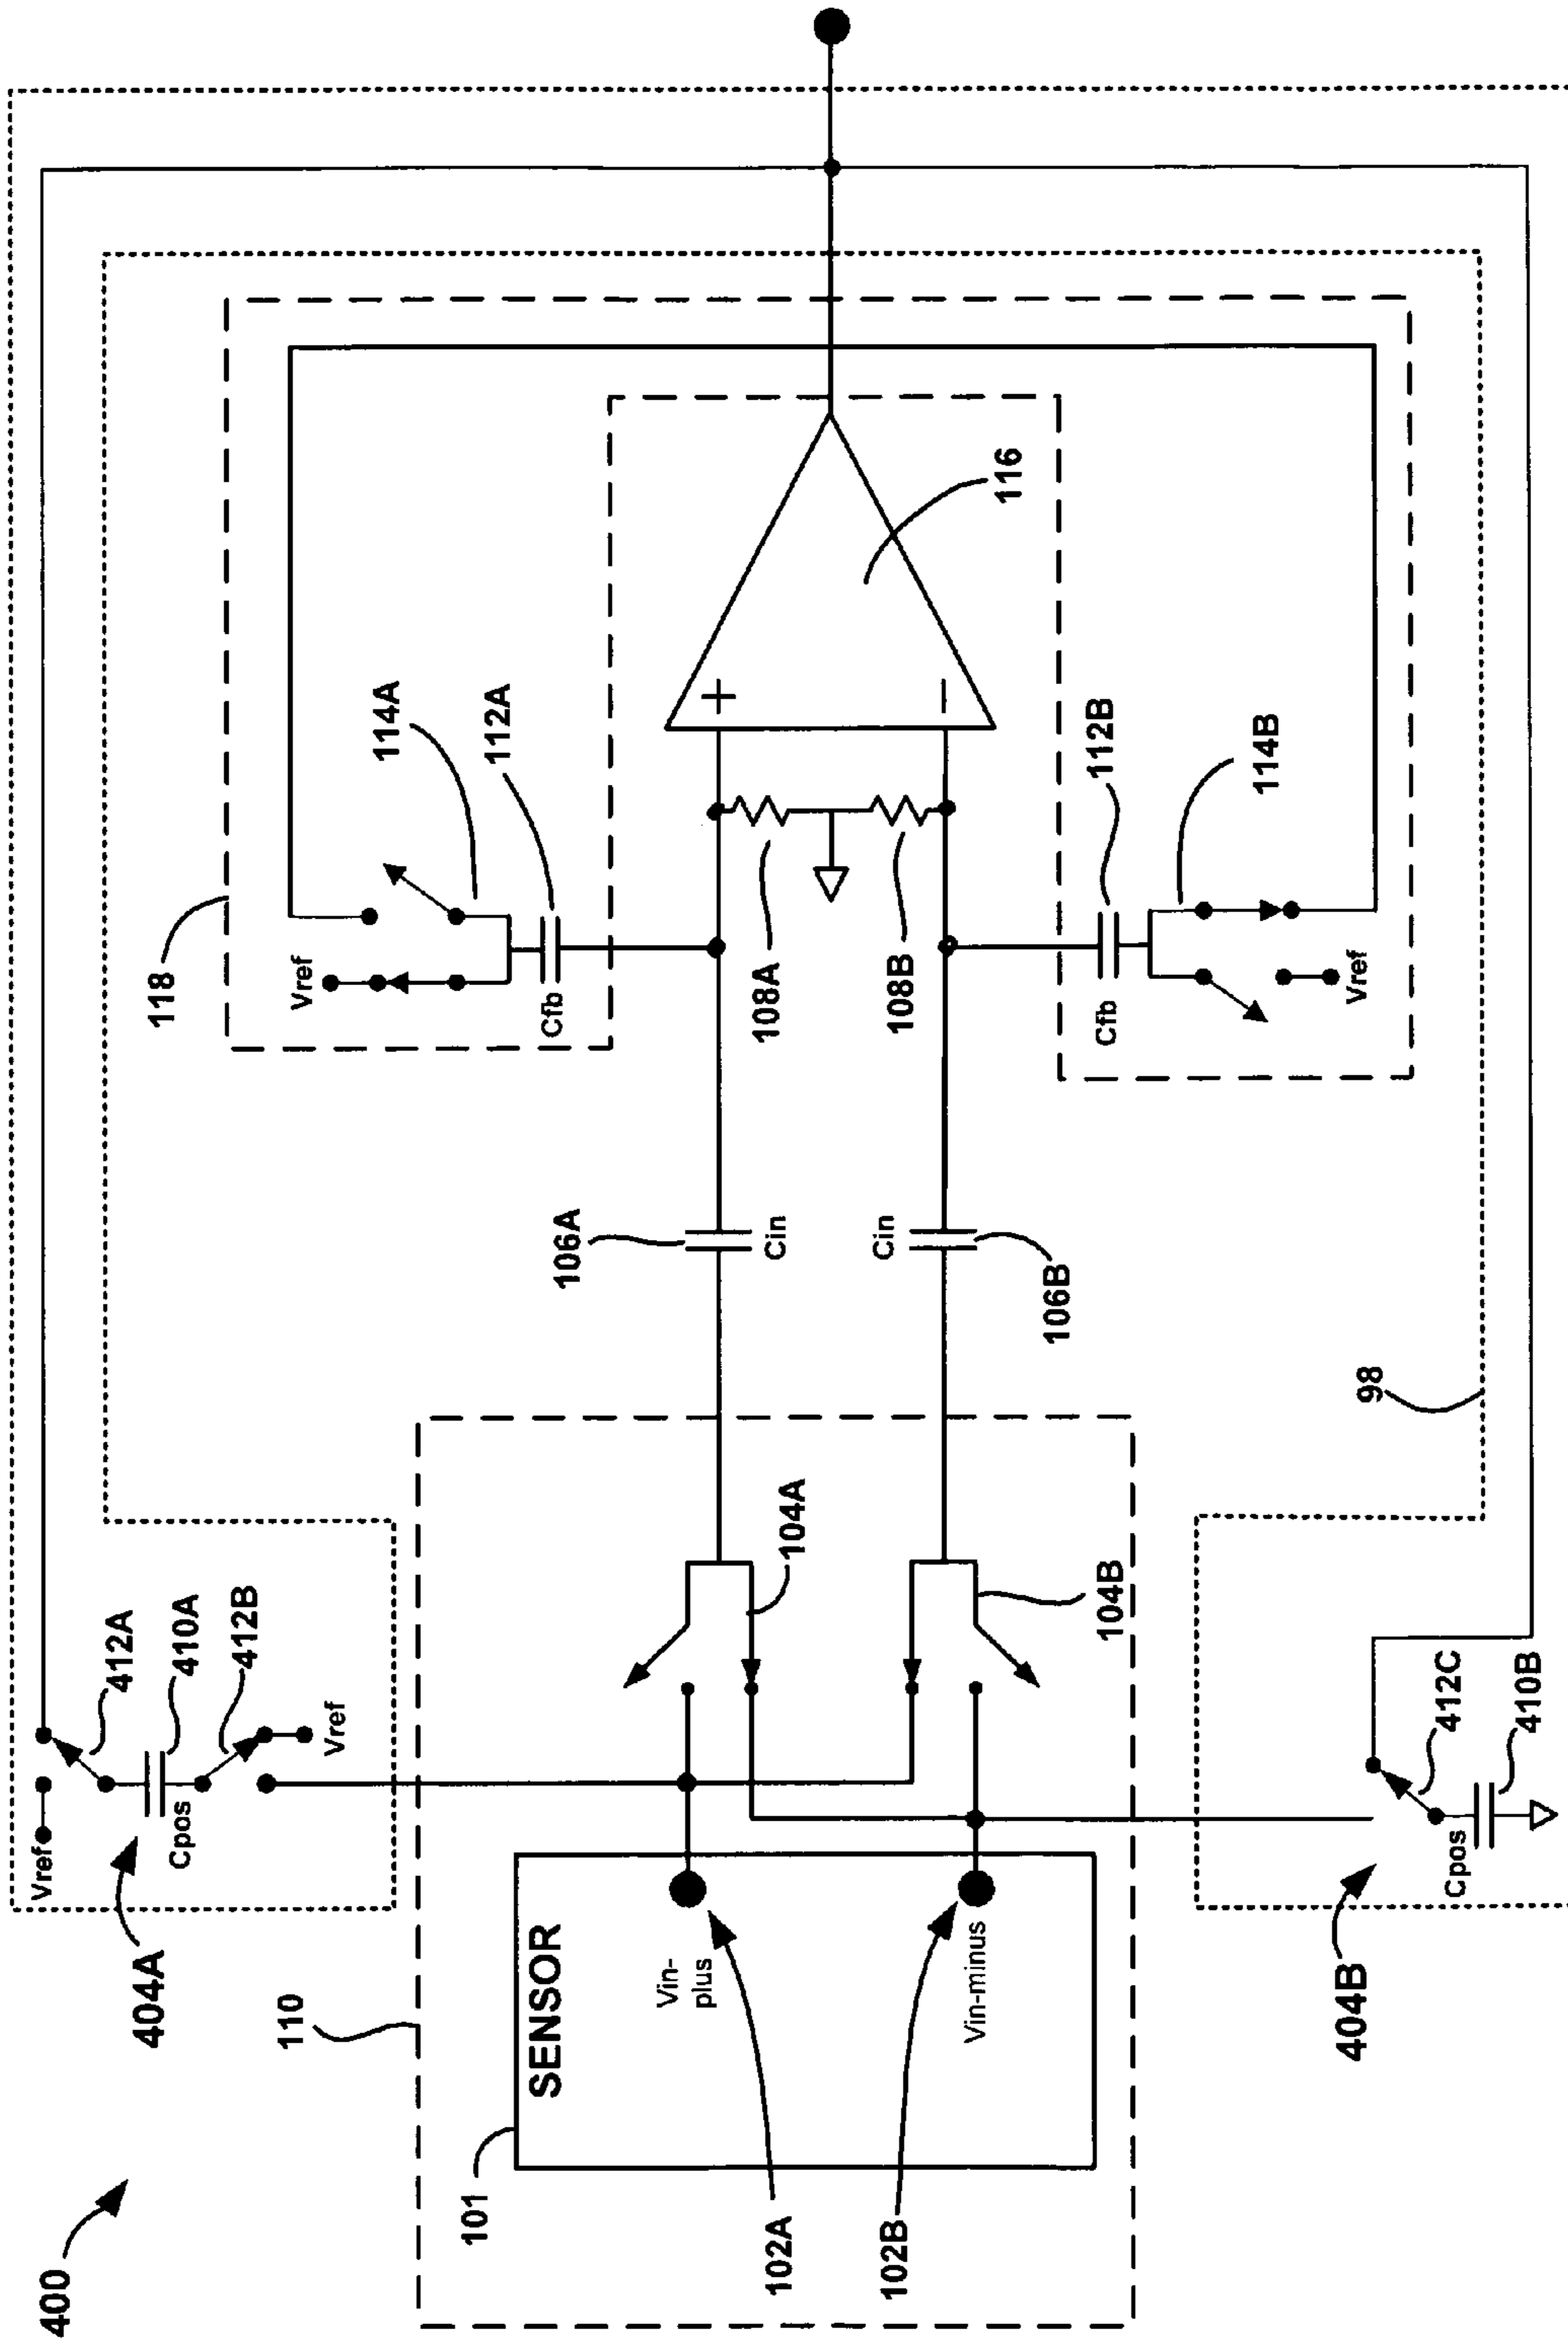 400
404A
Vref
Cpos
412A
410A
412B
Vref
110
101
SENSOR
Vin-
plus
Vin-minus
102A
102B
104A
104B
106A
Cin
Cin
106B
118
Vref
114A
112A
Cfb
108A
108B
+
−
116
Cfb
112B
114B
Vref
98
404B
Cpos
412C
410B